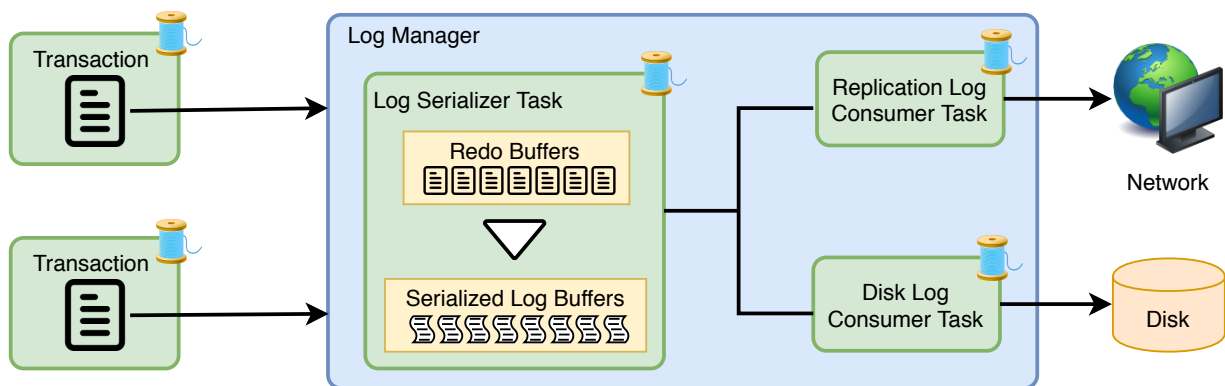 Transaction
Transaction
Log Manager
Log Serializer Task
Redo Buffers
Serialized Log Buffers
Replication Log
Consumer Task
Disk Log
Consumer Task
Network
Disk